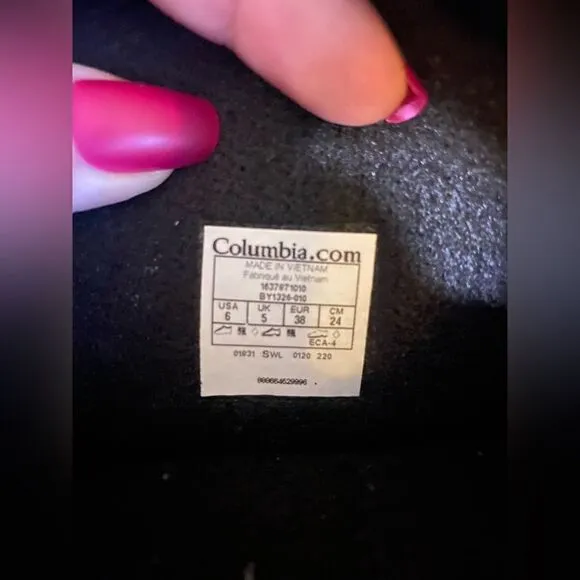 Columbia.com
MADE IN VIETNAM
Fabriqué au Vietnam
1637871010
BY1326-010
USA UK EUR CM
6 5 38 24
ECA-4
01831 SWL 0120 220